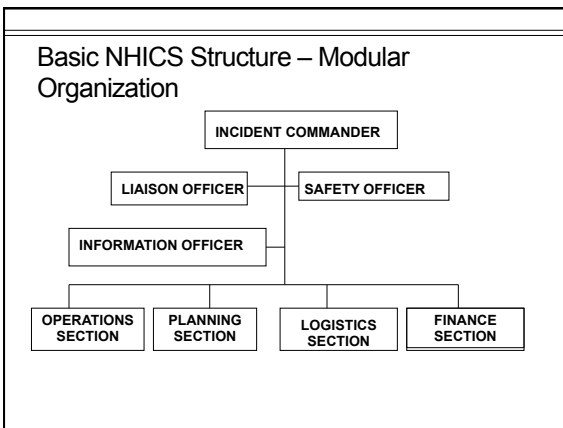 Basic NHICS Structure – Modular
Organization
INCIDENT COMMANDER
LIAISON OFFICER
SAFETY OFFICER
INFORMATION OFFICER
OPERATIONS
SECTION
PLANNING
SECTION
LOGISTICS
SECTION
FINANCE
SECTION